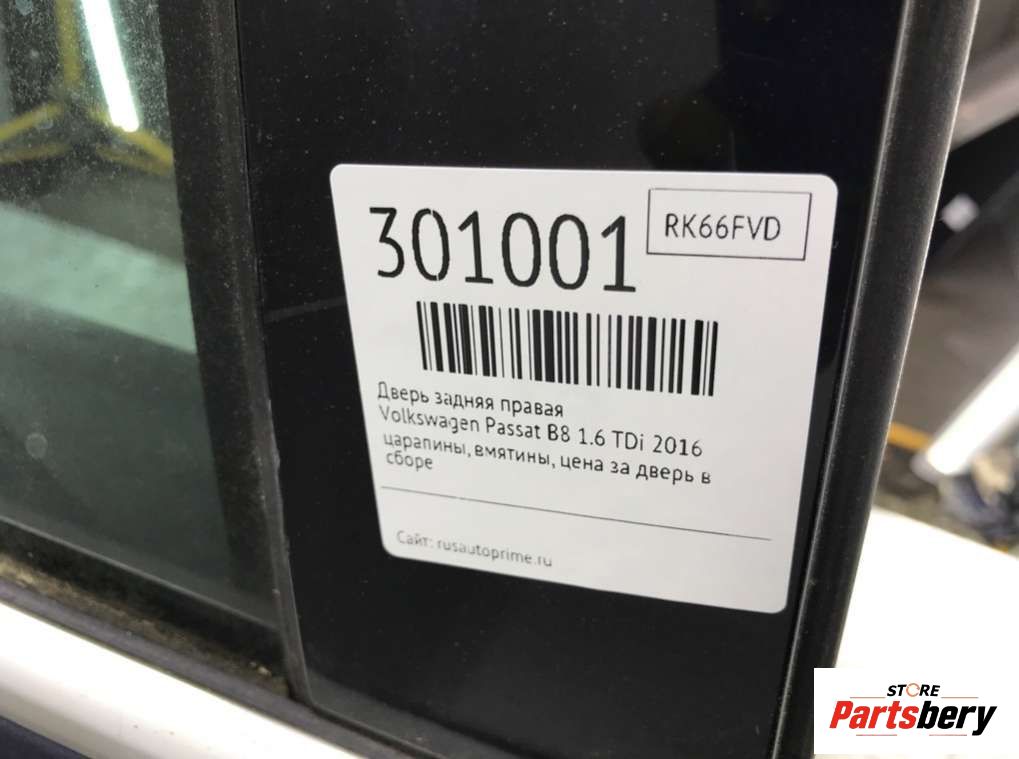 301001
RK66FVD
Дверь задняя правая
Volkswagen Passat B8 1.6 TDi 2016
царапины, вмятины, цена за дверь в
сборе
Сайт: rusautoprime.ru
STORE
Partsbery